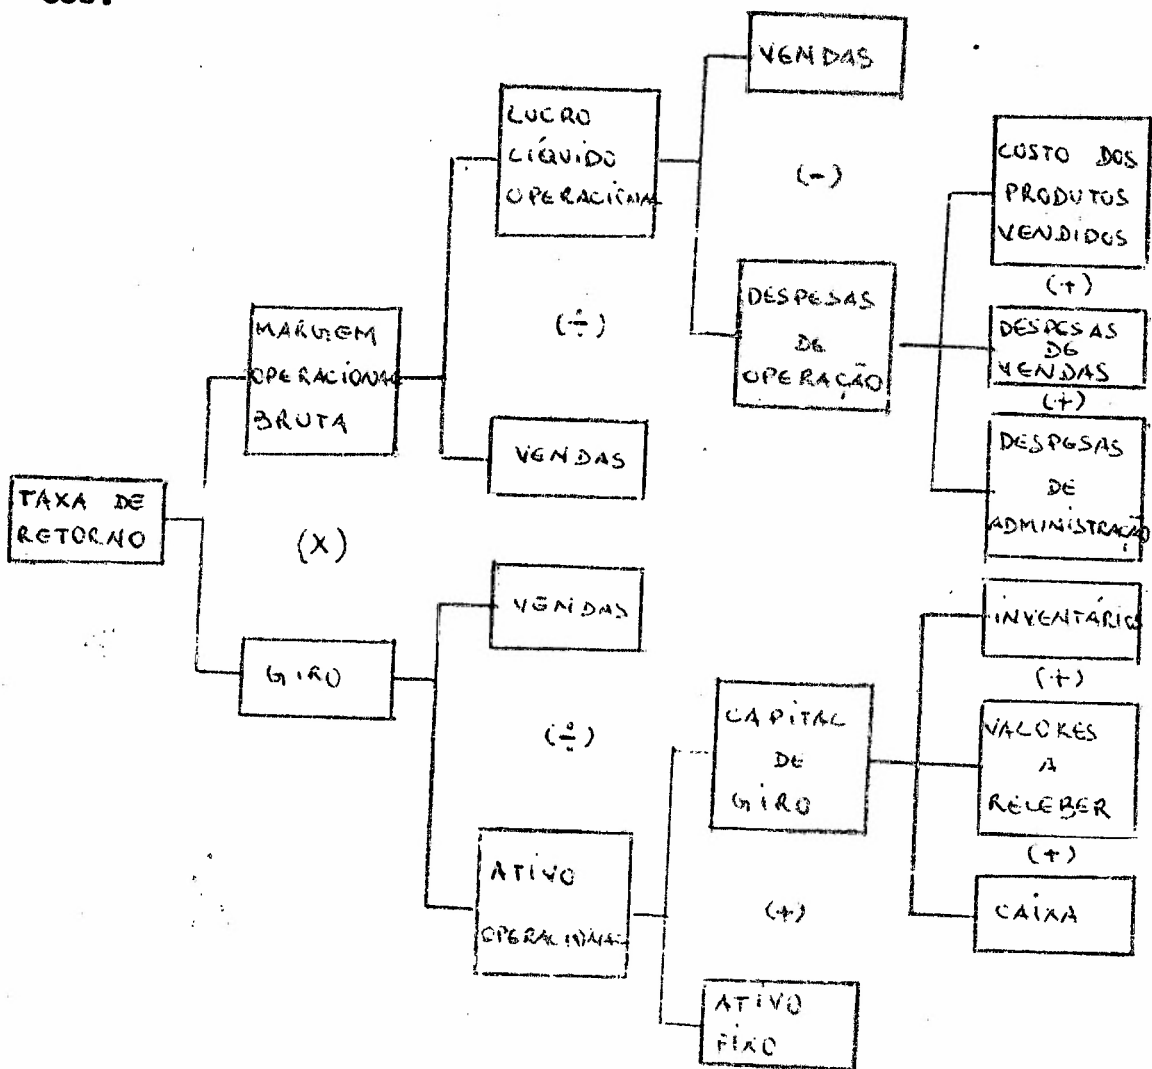 VENDAS
LUCRO
LÍQUIDO
OPERACIONAL
(-)
CUSTO DOS
PRODUTOS
VENDIDOS
(+)
DESPESAS
DE
OPERAÇÃO
DESPESAS
DE
VENDAS
(+)
DESPESAS
DE
ADMINISTRAÇÃO
MARGEM
OPERACIONAL
BRUTA
(÷)
VENDAS
TAXA DE
RETORNO
(X)
VENDAS
GIRO
(÷)
INVENTÁRIO
(+)
CAPITAL
DE
GIRO
VALORES
A
RECEBER
(+)
ATIVO
OPERACIONAL
(+)
CAIXA
ATIVO
FIXO